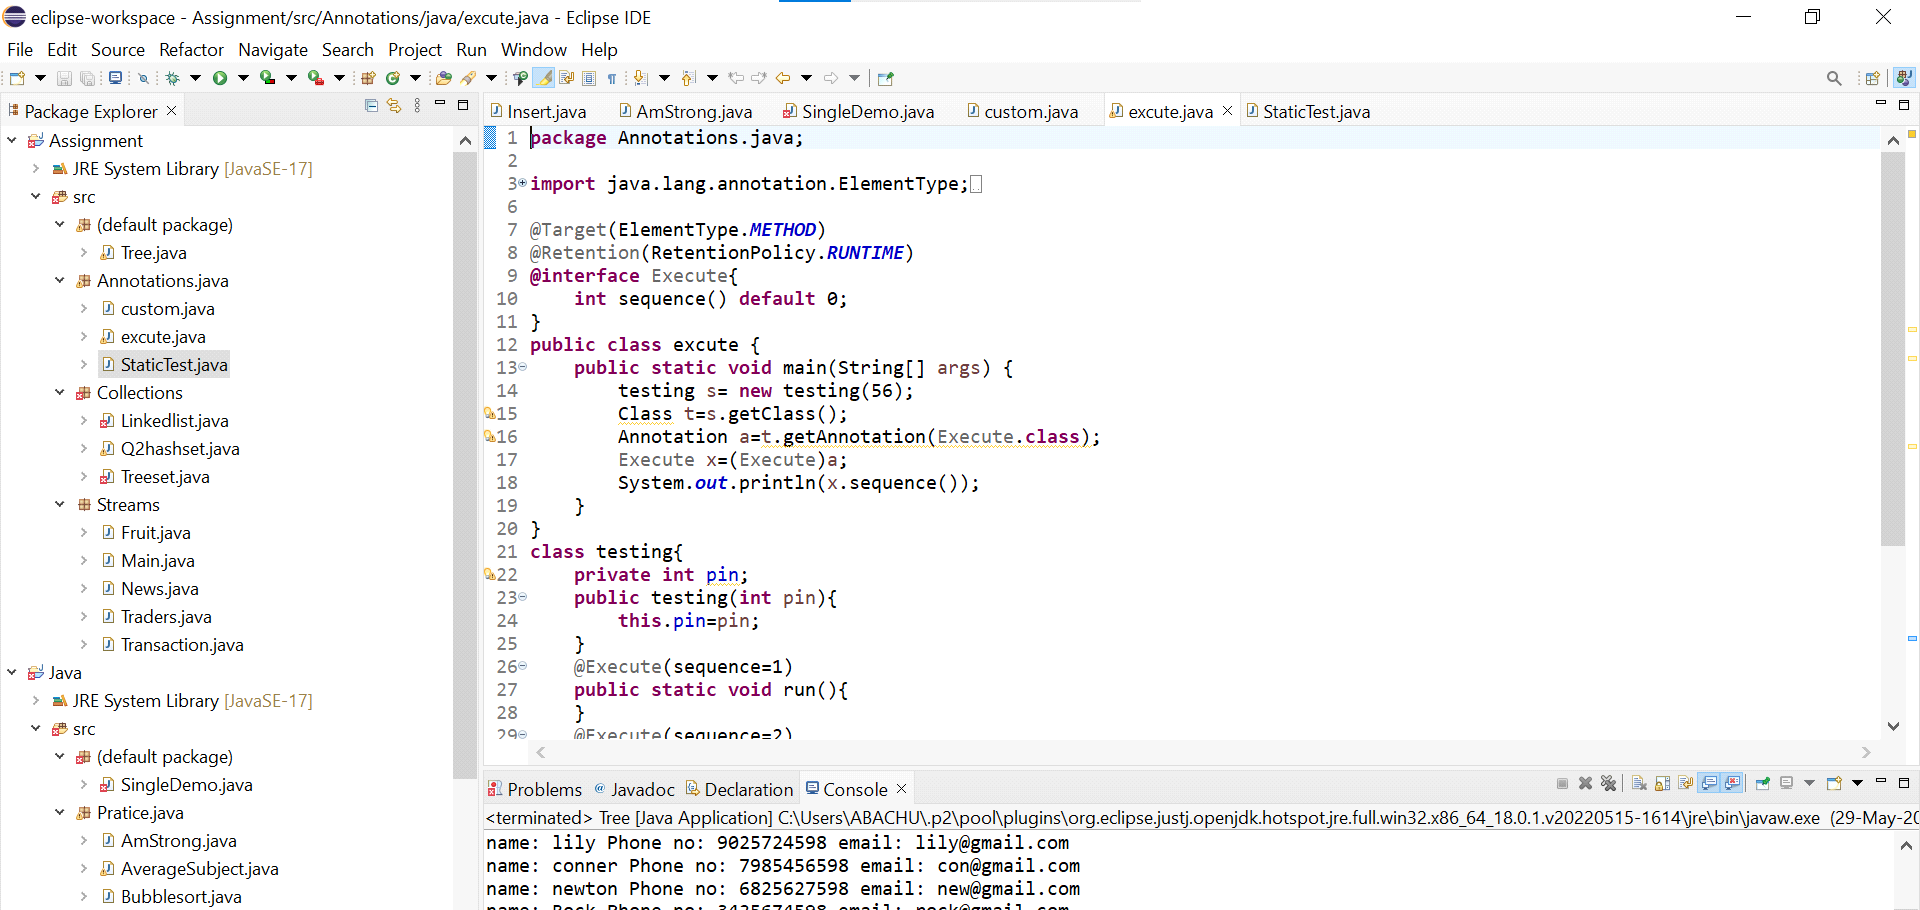 eclipse-workspace - Assignment/src/Annotations/java/excute.java - Eclipse IDE
File Edit Source Refactor Navigate Search Project Run Window Help
Package Explorer
Assignment
JRE System Library [JavaSE-17]
src
(default package)
Tree.java
Annotations.java
custom.java
excute.java
StaticTest.java
Collections
Linkedlist.java
Q2hashset.java
Treeset.java
Streams
Fruit.java
Main.java
News.java
Traders.java
Transaction.java
Java
JRE System Library [JavaSE-17]
src
(default package)
SingleDemo.java
Pratice.java
AmStrong.java
AverageSubject.java
Bubblesort.java
Insert.java AmStrong.java SingleDemo.java custom.java excute.java StaticTest.java
1 package Annotations.java;
2
3 import java.lang.annotation.ElementType;
6
7 @Target(ElementType.METHOD)
8 @Retention(RetentionPolicy.RUNTIME)
9 @interface Execute{
10 int sequence() default 0;
11 }
12 public class excute {
13 public static void main(String[] args) {
14 testing s= new testing(56);
15 Class t=s.getClass();
16 Annotation a=t.getAnnotation(Execute.class);
17 Execute x=(Execute)a;
18 System.out.println(x.sequence());
19 }
20 }
21 class testing{
22 private int pin;
23 public testing(int pin){
24 this.pin=pin;
25 }
26 @Execute(sequence=1)
27 public static void run(){
28 }
29 @Execute(sequence=2)
Problems Javadoc Declaration Console
<terminated> Tree [Java Application] C:\Users\ABACHU\.p2\pool\plugins\org.eclipse.justj.openjdk.hotspot.jre.full.win32.x86_64_18.0.1.v20220515-1614\jre\bin\javaw.exe (29-May-20
name: lily Phone no: 9025724598 email: lily@gmail.com
name: conner Phone no: 7985456598 email: con@gmail.com
name: newton Phone no: 6825627598 email: new@gmail.com
name: Phone no: email: